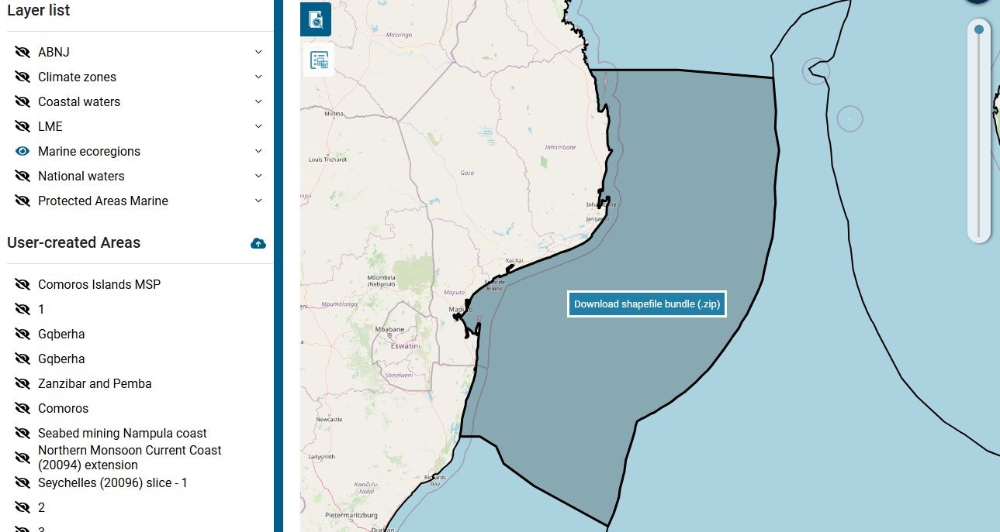 Layer list
ABNJ
Climate zones
Coastal waters
LME
Marine ecoregions
National waters
Protected Areas Marine
User-created Areas
Comoros Islands MSP
1
Gqberha
Gqberha
Zanzibar and Pemba
Comoros
Seabed mining Nampula coast
Northern Monsoon Current Coast
(20094) extension
Seychelles (20096) slice - 1
2
3
Masvingo
Musina
Louis Trichardt
Inhambane
Gaza
Jangamo
Xai-Xai
Bilene
Mbombela
(Nelspruit)
Maputo
Mpumalanga
Maputo
Mbabane
Eswatini
Shiselweni
Newcastle
Ladysmith
Richards
Bay
KwaZulu-
Natal
Pietermaritzburg
Durban
Download shapefile bundle (.zip)